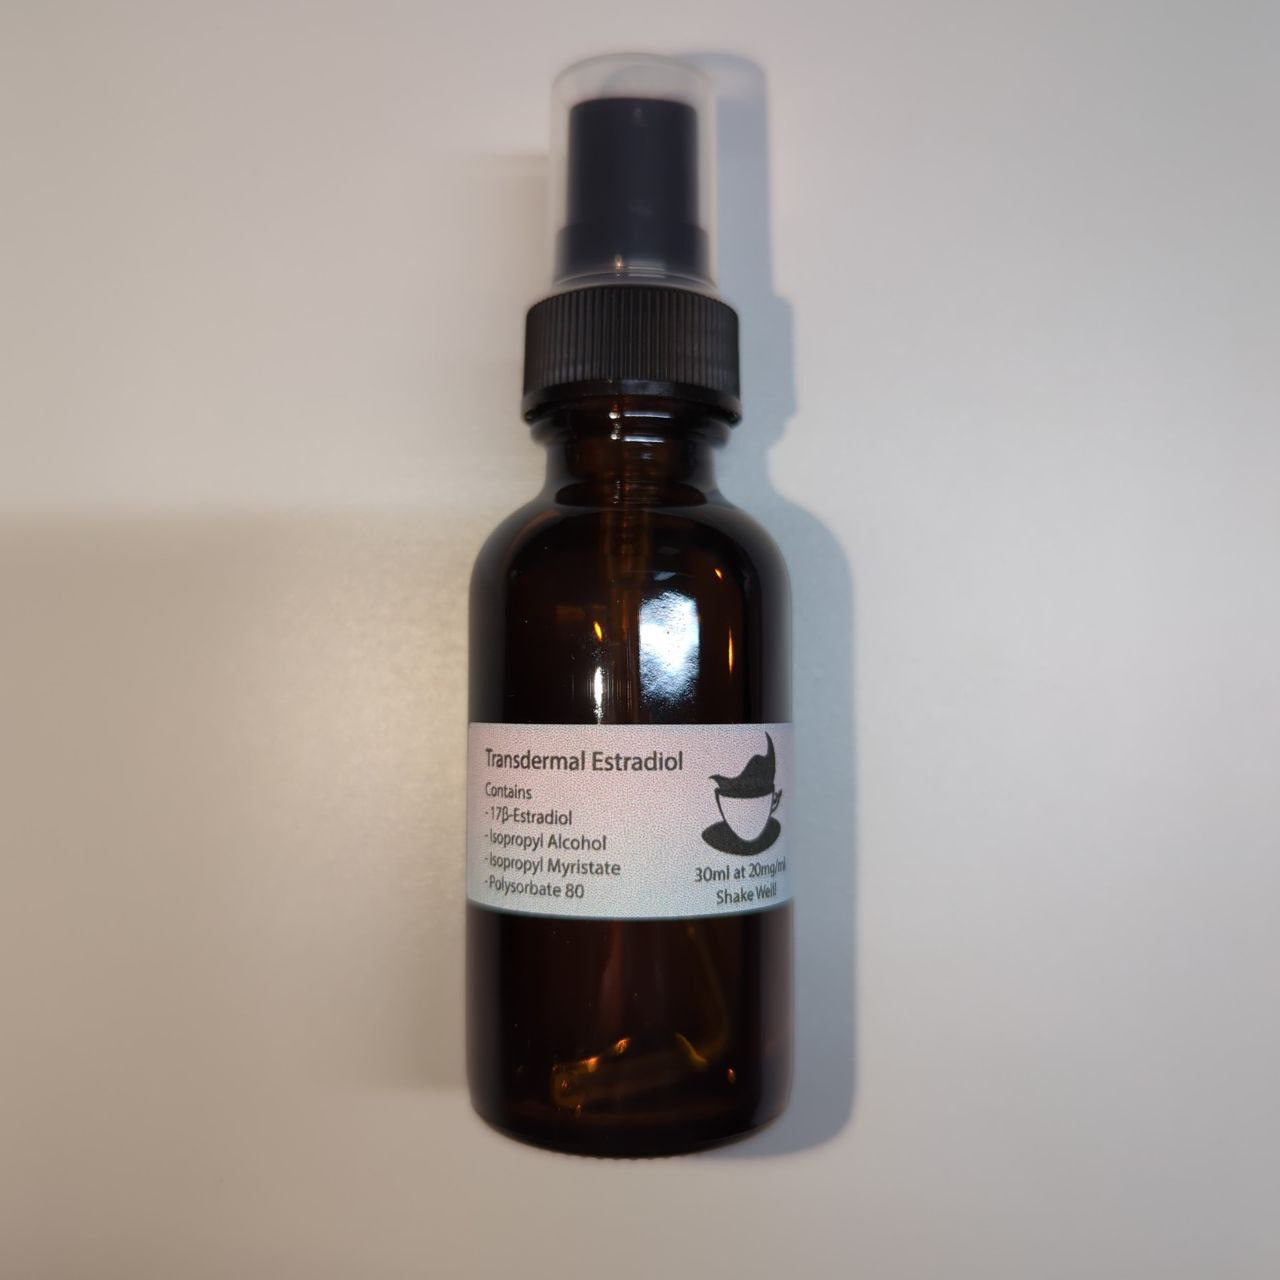 Transdermal Estradiol
Contains
- 17β-Estradiol
- Isopropyl Alcohol
- Isopropyl Myristate
- Polysorbate 80
30ml at 20mg/ml
Shake Well!